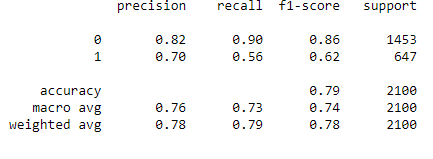 precision recall f1-score support
0 0.82 0.90 0.86 1453
1 0.70 0.56 0.62 647
accuracy 0.79 2100
macro avg 0.76 0.73 0.74 2100
weighted avg 0.78 0.79 0.78 2100